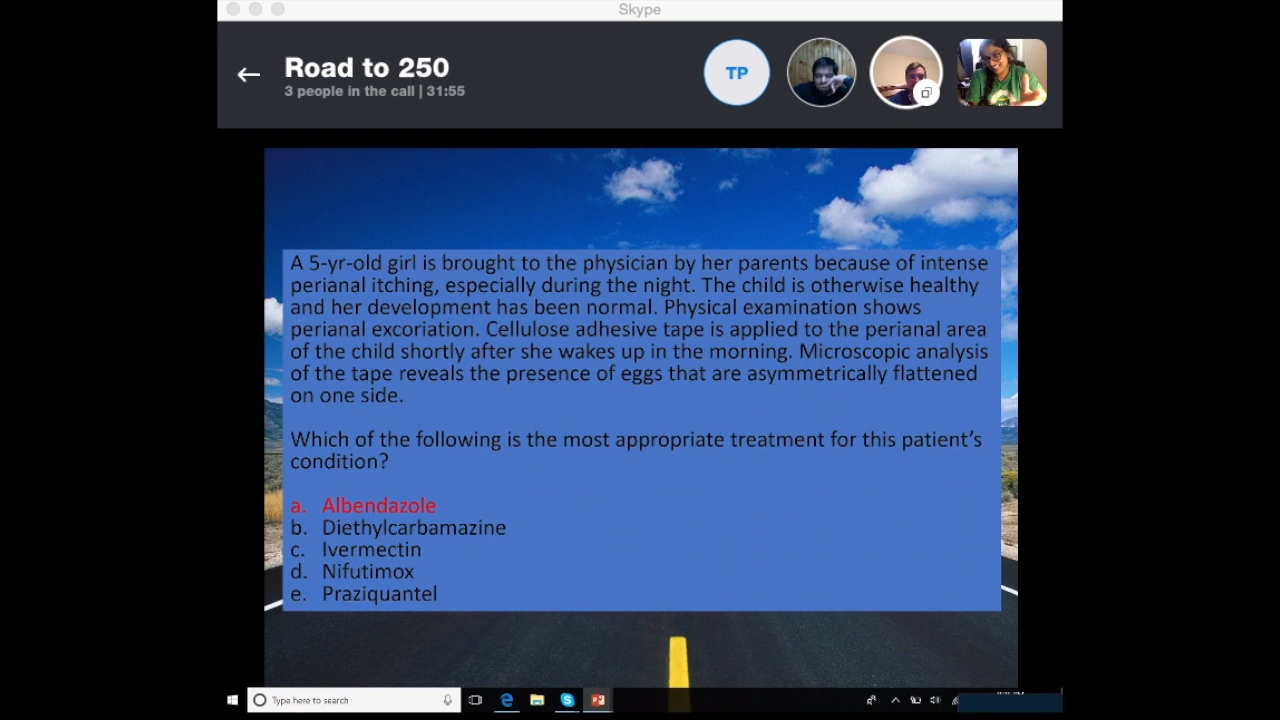 Skype
Road to 250
3 people in the call | 31:55
TP
A 5-yr-old girl is brought to the physician by her parents because of intense
perianal itching, especially during the night. The child is otherwise healthy
and her development has been normal. Physical examination shows
perianal excoriation. Cellulose adhesive tape is applied to the perianal area
of the child shortly after she wakes up in the morning. Microscopic analysis
of the tape reveals the presence of eggs that are asymmetrically flattened
on one side.
Which of the following is the most appropriate treatment for this patient's
condition?
a. Albendazole
b. Diethylcarbamazine
c. Ivermectin
d. Nifutimox
e. Praziquantel
Type here to search